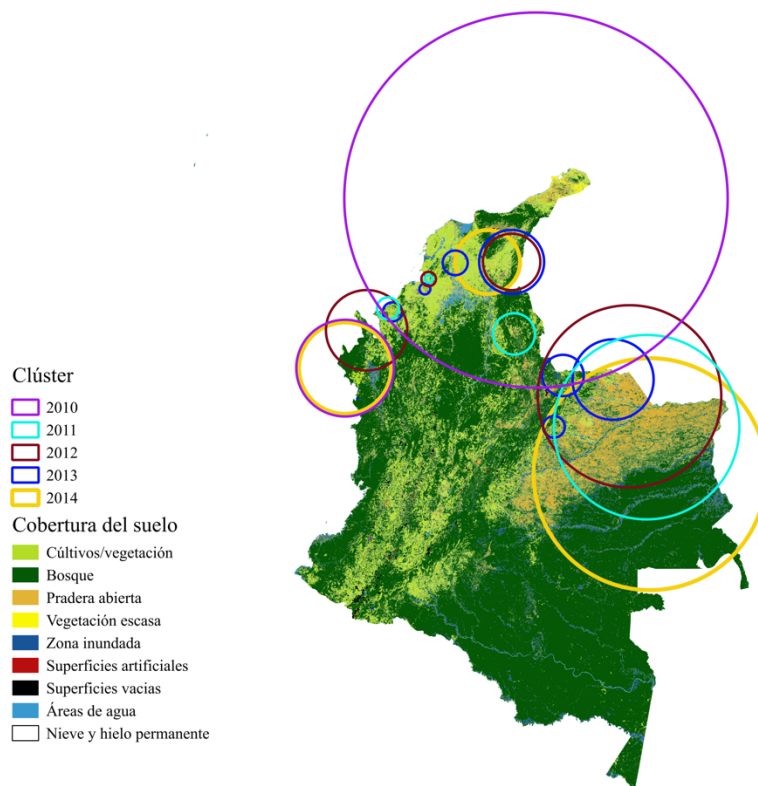 Clúster
2010
2011
2012
2013
2014
Cobertura del suelo
Cúltivos/vegetación
Bosque
Pradera abierta
Vegetación escasa
Zona inundada
Superficies artificiales
Superficies vacias
Áreas de agua
Nieve y hielo permanente